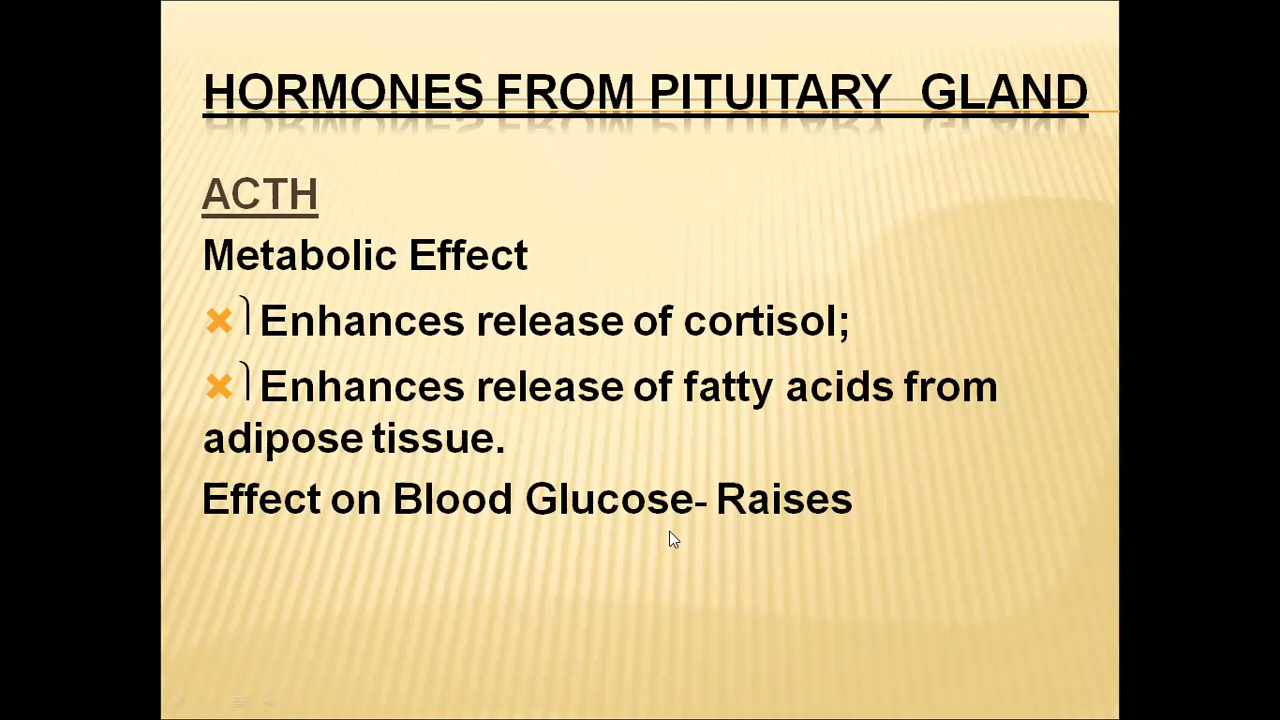 HORMONES FROM PITUITARY GLAND
ACTH
Metabolic Effect
Enhances release of cortisol;
Enhances release of fatty acids from
adipose tissue.
Effect on Blood Glucose- Raises